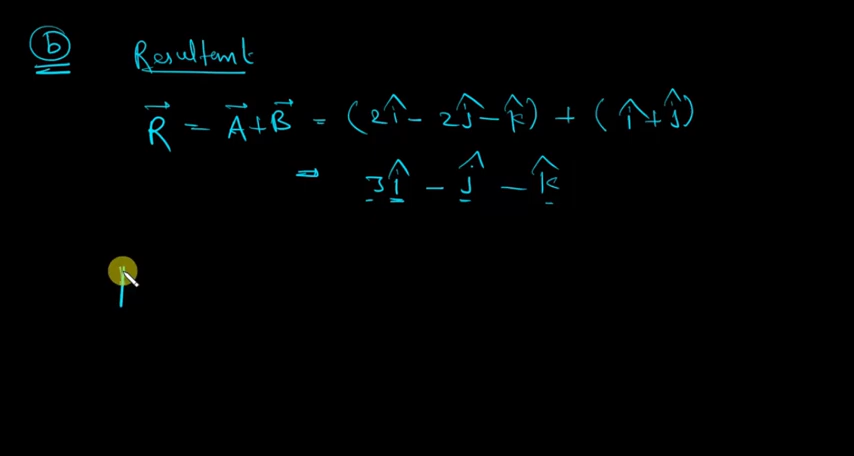 (b) Resultant
R⃗ = A⃗ + B⃗ = (2î - 2ĵ - k̂) + (î + ĵ)
= 3î - ĵ - k̂